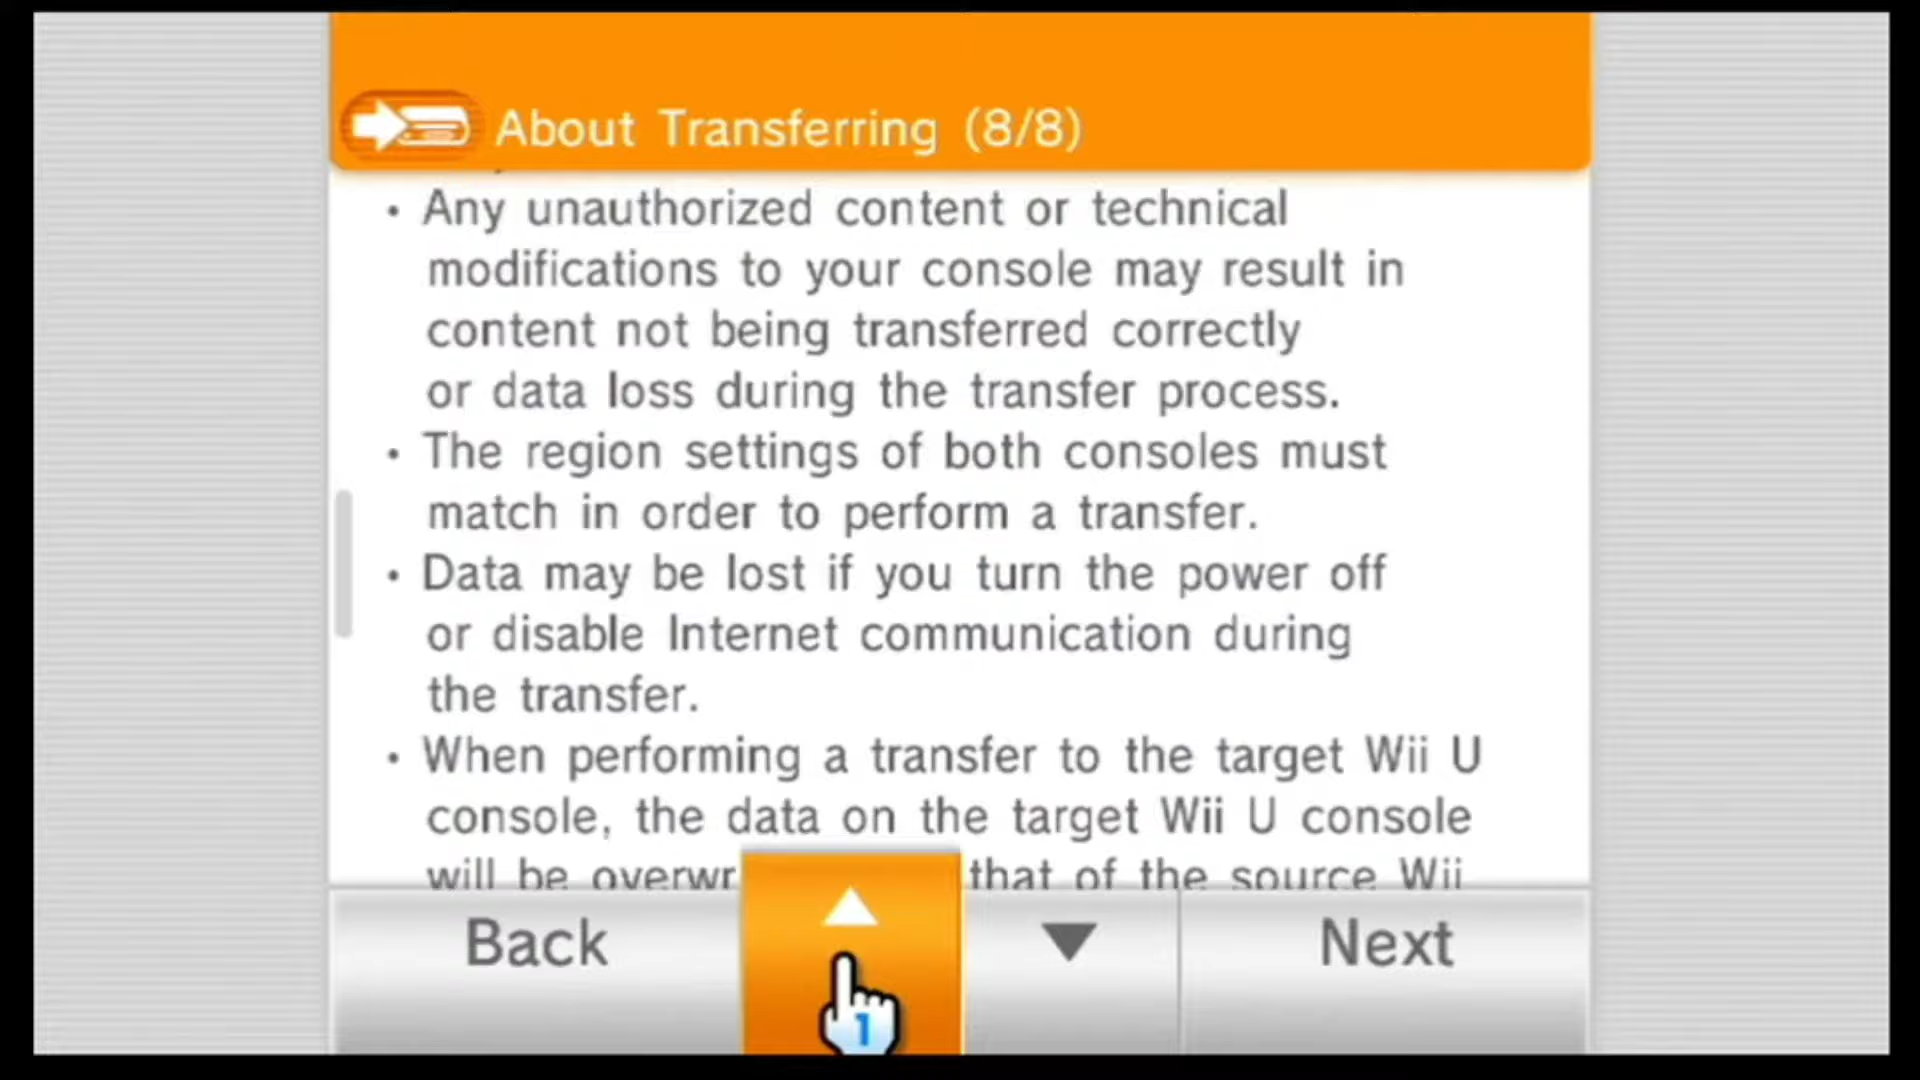 About Transferring (8/8)
• Any unauthorized content or technical
modifications to your console may result in
content not being transferred correctly
or data loss during the transfer process.
• The region settings of both consoles must
match in order to perform a transfer.
• Data may be lost if you turn the power off
or disable Internet communication during
the transfer.
• When performing a transfer to the target Wii U
console, the data on the target Wii U console
will be that of the source Wii
Back
Next
1